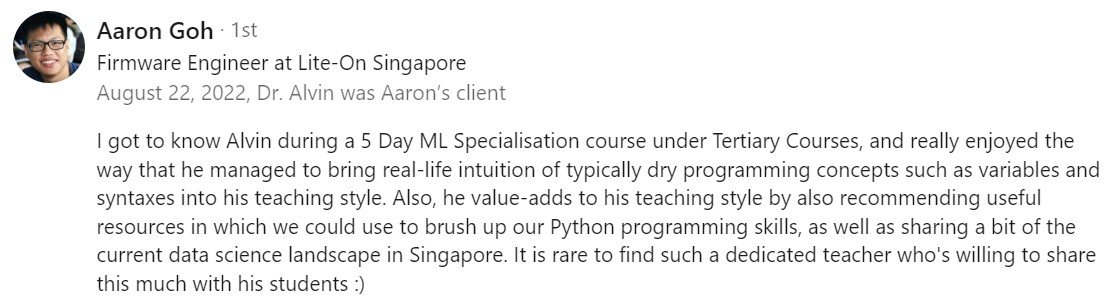 Aaron Goh · 1st
Firmware Engineer at Lite-On Singapore
August 22, 2022, Dr. Alvin was Aaron’s client
I got to know Alvin during a 5 Day ML Specialisation course under Tertiary Courses, and really enjoyed the
way that he managed to bring real-life intuition of typically dry programming concepts such as variables and
syntaxes into his teaching style. Also, he value-adds to his teaching style by also recommending useful
resources in which we could use to brush up our Python programming skills, as well as sharing a bit of the
current data science landscape in Singapore. It is rare to find such a dedicated teacher who's willing to share
this much with his students :)